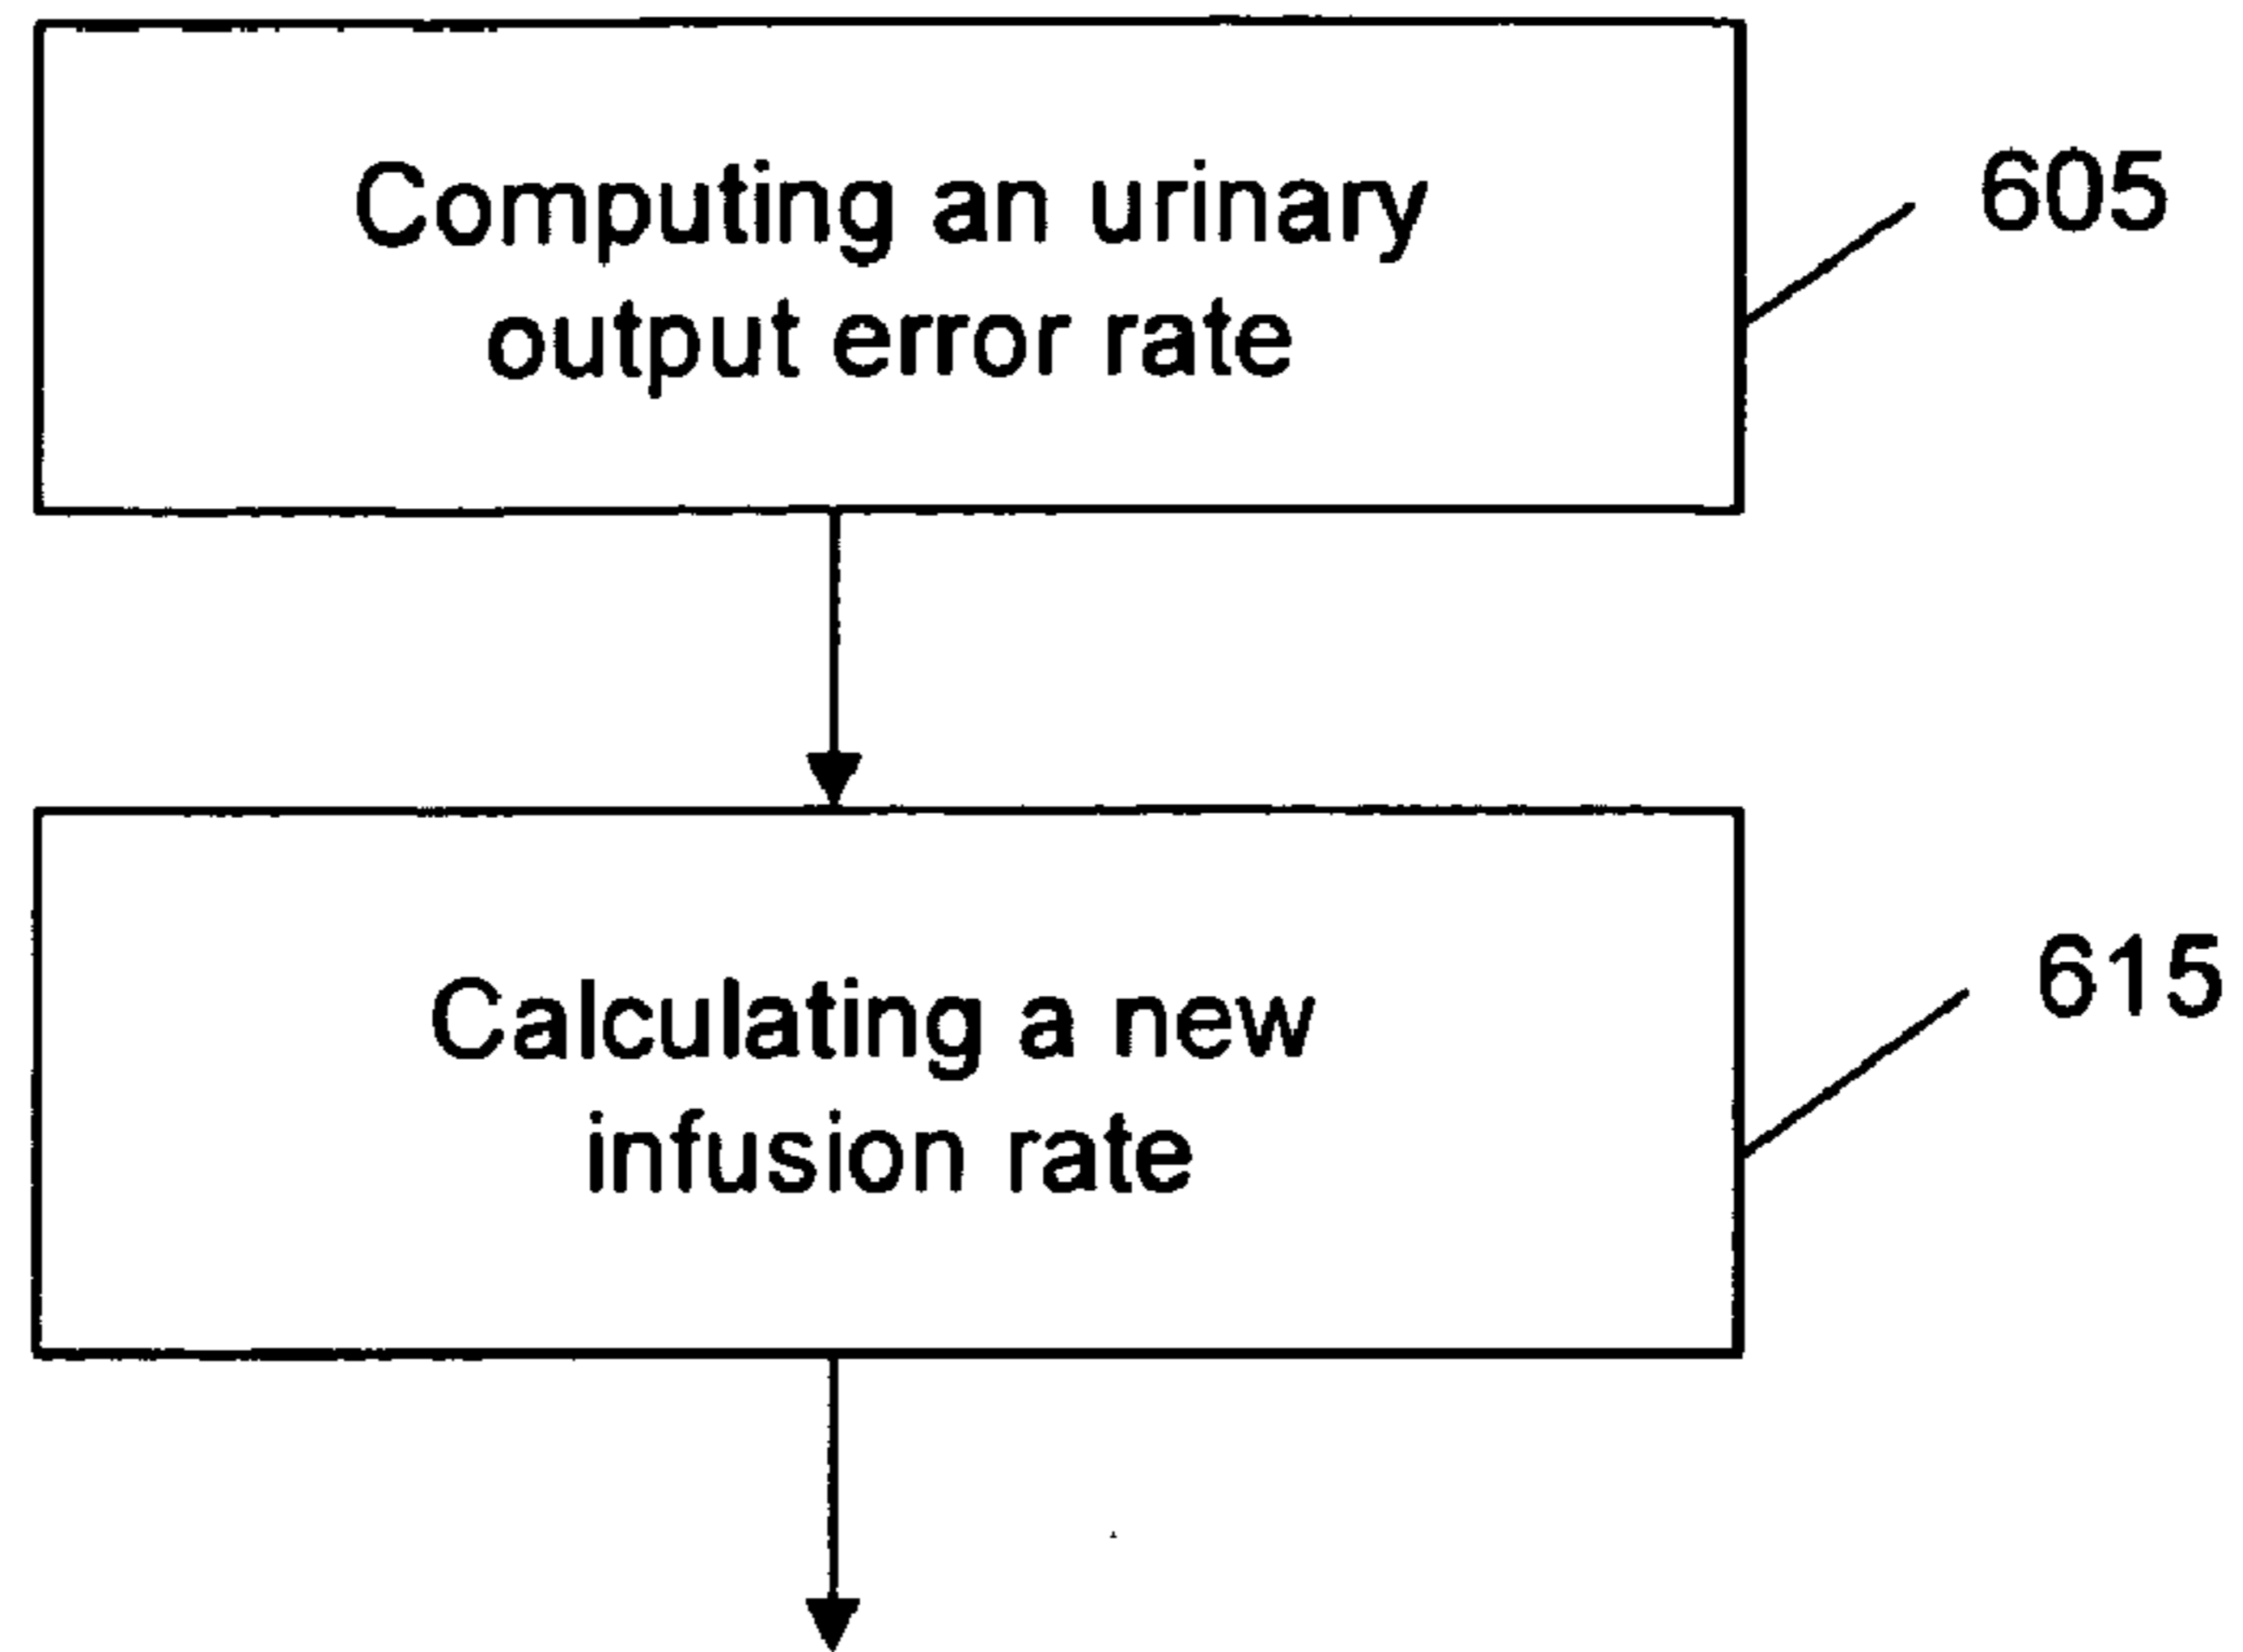 Computing an urinary
output error rate
605
Calculating a new
infusion rate
615